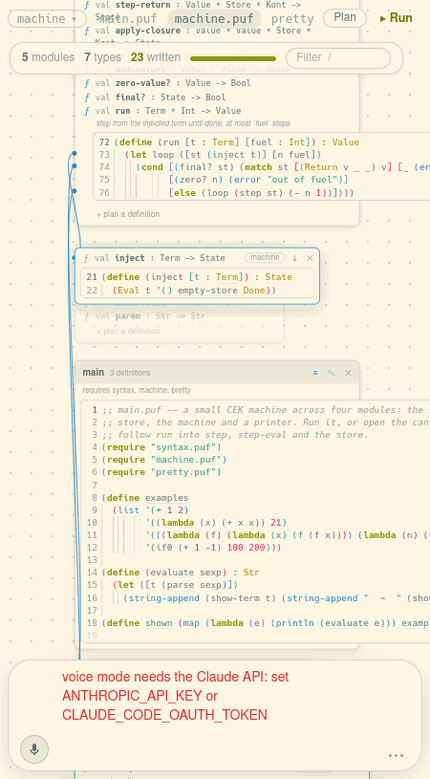 ƒ val step-return : Value * Store * Kont ->
State
machine ▾
main.puf
machine.puf
pretty
Plan
▸ Run
ƒ val apply-closure : Value * Value * Store *
5 modules 7 types 23 written
Filter /
ƒ val zero-value? : Value -> Bool
ƒ val final? : State -> Bool
ƒ val run : Term * Int -> Value
step from the injected term until done, at most 'fuel' steps
72 (define (run [t : Term] [fuel : Int]) : Value
73 (let loop ([st (inject t)] [n fuel])
74 (cond [(final? st) (match st [(Return v _ _) v] [_ (er
75 [(zero? n) (error "out of fuel")]
76 [else (loop (step st) (- n 1))])))
+ plan a definition
ƒ val inject : Term -> State machine ↓ ×
21 (define (inject [t : Term]) : State
22 (Eval t '() empty-store Done))
ƒ val paren : Str -> Str
+ plan a definition
main 3 definitions
requires syntax, machine, pretty
1 ;; main.puf -- a small CEK machine across four modules: the
2 ;; store, the machine and a printer. Run it, or open the can
3 ;; follow run into step, step-eval and the store.
4 (require "syntax.puf")
5 (require "machine.puf")
6 (require "pretty.puf")
7
8 (define examples
9 (list '(+ 1 2)
10 '((lambda (x) (+ x x)) 21)
11 '(((lambda (f) (lambda (x) (f (f x)))) (lambda (n) (
12 '(if0 (+ 1 -1) 100 200)))
13
14 (define (evaluate sexp) : Str
15 (let ([t (parse sexp)])
16 (string-append (show-term t) (string-append " ⇒ " (sho
17
18 (define shown (map (lambda (e) (println (evaluate e))) examp
19
voice mode needs the Claude API: set
ANTHROPIC_API_KEY or
CLAUDE_CODE_OAUTH_TOKEN